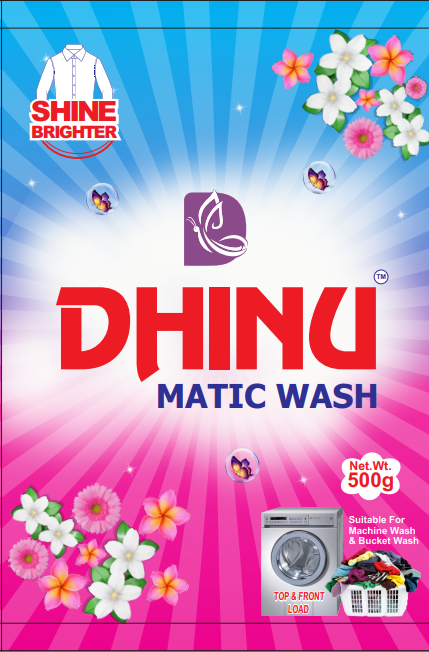 SHINE
BRIGHTER
DHINU
TM
MATIC WASH
Net.Wt.
500g
Suitable For
Machine Wash
& Bucket Wash
TOP & FRONT
LOAD